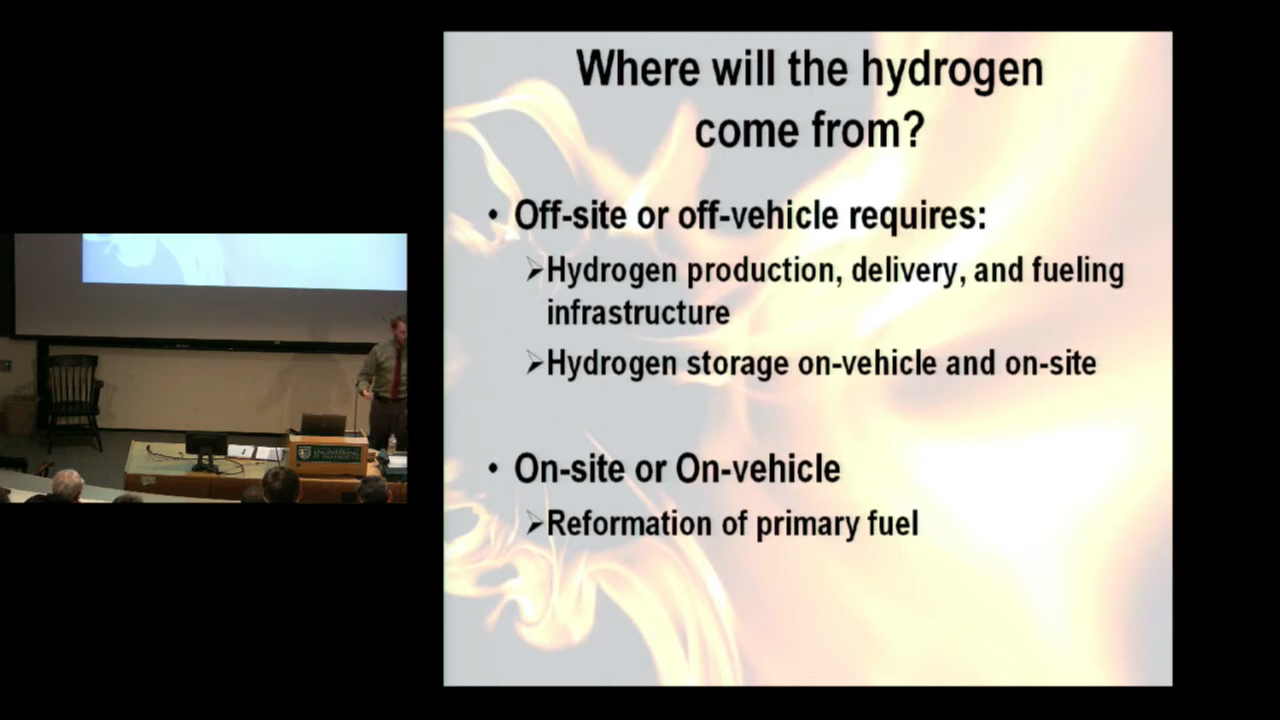 Where will the hydrogen
come from?
• Off-site or off-vehicle requires:
➢Hydrogen production, delivery, and fueling
infrastructure
➢Hydrogen storage on-vehicle and on-site
• On-site or On-vehicle
➢Reformation of primary fuel
ENGINEERING